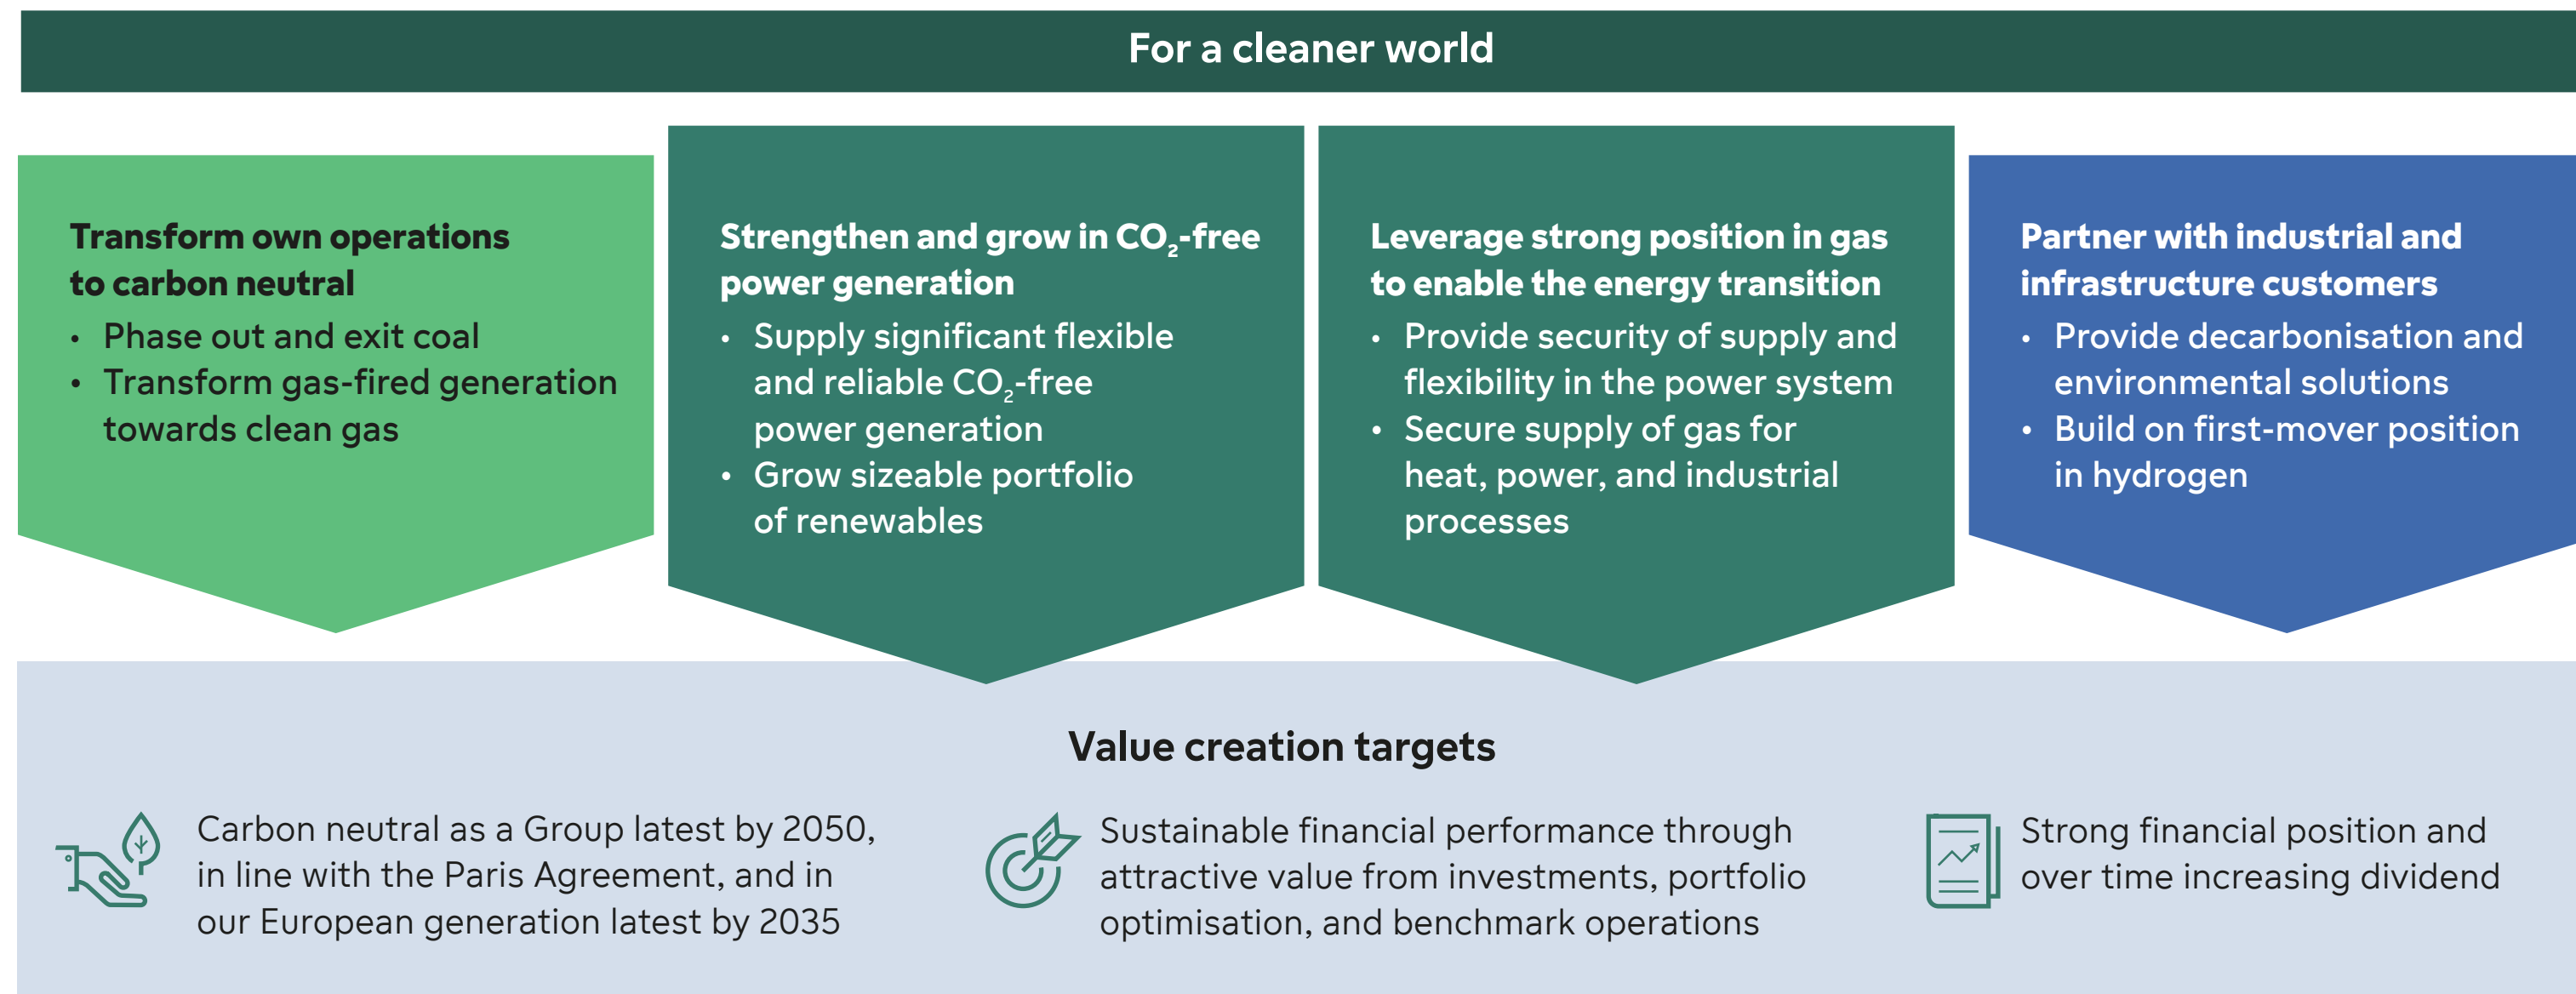 For a cleaner world
Transform own operations
to carbon neutral
• Phase out and exit coal
• Transform gas-fired generation
towards clean gas
Strengthen and grow in CO₂-free
power generation
• Supply significant flexible
and reliable CO₂-free
power generation
• Grow sizeable portfolio
of renewables
Leverage strong position in gas
to enable the energy transition
• Provide security of supply and
flexibility in the power system
• Secure supply of gas for
heat, power, and industrial
processes
Partner with industrial and
infrastructure customers
• Provide decarbonisation and
environmental solutions
• Build on first-mover position
in hydrogen
Value creation targets
Carbon neutral as a Group latest by 2050,
in line with the Paris Agreement, and in
our European generation latest by 2035
Sustainable financial performance through
attractive value from investments, portfolio
optimisation, and benchmark operations
Strong financial position and
over time increasing dividend